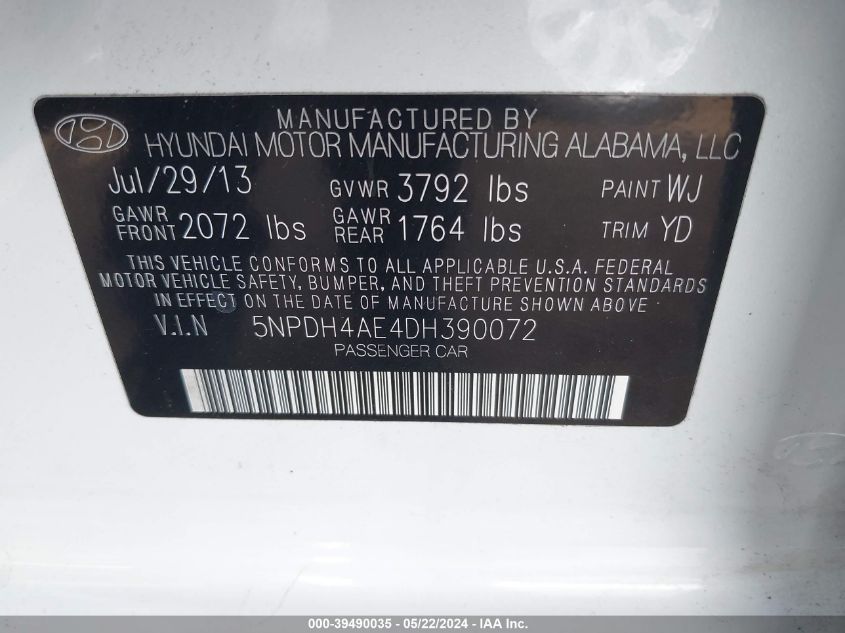 MANUFACTURED BY
HYUNDAI MOTOR MANUFACTURING ALABAMA, LLC
Jul/29/13 GVWR 3792 lbs PAINT WJ
GAWR FRONT 2072 lbs GAWR REAR 1764 lbs TRIM YD
THIS VEHICLE CONFORMS TO ALL APPLICABLE U.S.A. FEDERAL
MOTOR VEHICLE SAFETY, BUMPER, AND THEFT PREVENTION STANDARDS
IN EFFECT ON THE DATE OF MANUFACTURE SHOWN ABOVE
V.I.N 5NPDH4AE4DH390072
PASSENGER CAR
000-39490035 - 05/22/2024 - IAA Inc.